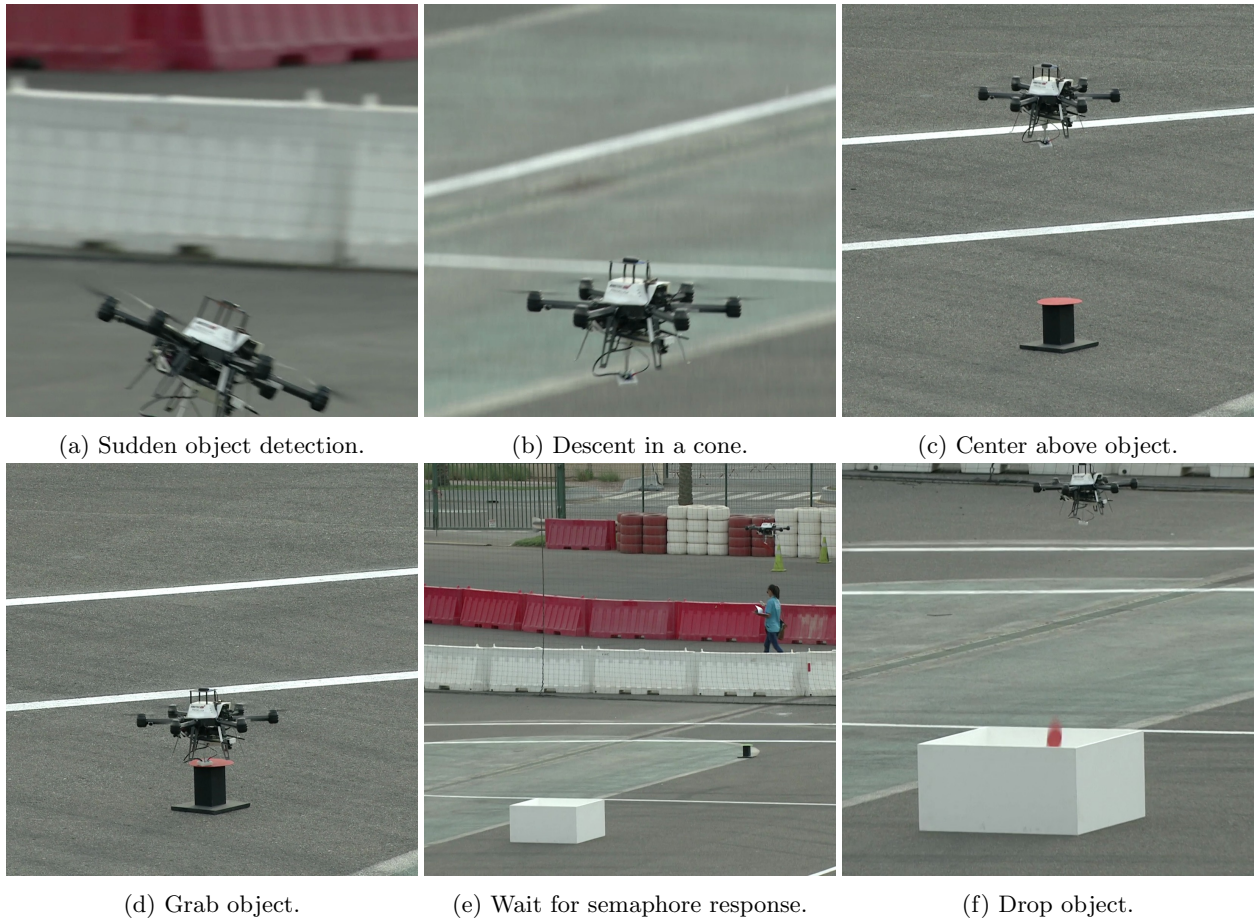 (a) Sudden object detection.
(b) Descent in a cone.
(c) Center above object.
(d) Grab object.
(e) Wait for semaphore response.
(f) Drop object.